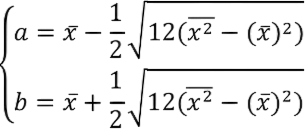 a = x̄ − 1/2 √(12(x̄²̄ − (x̄)²))
b = x̄ + 1/2 √(12(x̄²̄ − (x̄)²))